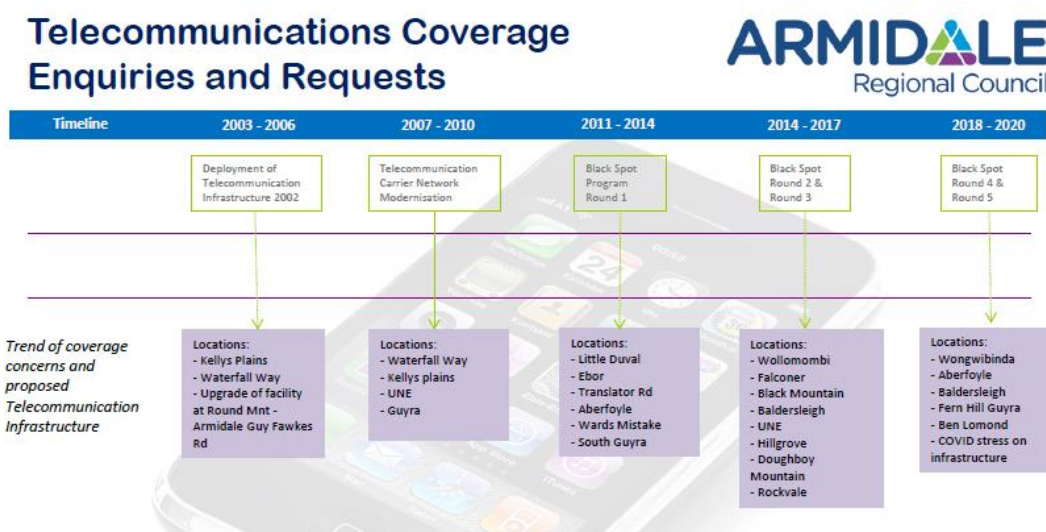 Telecommunications Coverage
Enquiries and Requests
ARMIDALE
Regional Council
Timeline
2003 - 2006
2007 - 2010
2011 - 2014
2014 - 2017
2018 - 2020
Deployment of
Telecommunication
Infrastructure 2002
Telecommunication
Carrier Network
Modernisation
Black Spot
Program
Round 1
Black Spot
Round 2 &
Round 3
Black Spot
Round 4 &
Round 5
Trend of coverage
concerns and
proposed
Telecommunication
Infrastructure
Locations:
- Kellys Plains
- Waterfall Way
- Upgrade of facility
at Round Mnt -
Armidale Guy Fawkes
Rd
Locations:
- Waterfall Way
- Kellys plains
- UNE
- Guyra
Locations:
- Little Duval
- Ebor
- Translator Rd
- Aberfoyle
- Wards Mistake
- South Guyra
Locations:
- Wollomombi
- Falconer
- Black Mountain
- Baldersleigh
- UNE
- Hillgrove
- Doughboy
Mountain
- Rockvale
Locations:
- Wongwibinda
- Aberfoyle
- Baldersleigh
- Fern Hill Guyra
- Ben Lomond
- COVID stress on
infrastructure
24
iTunes